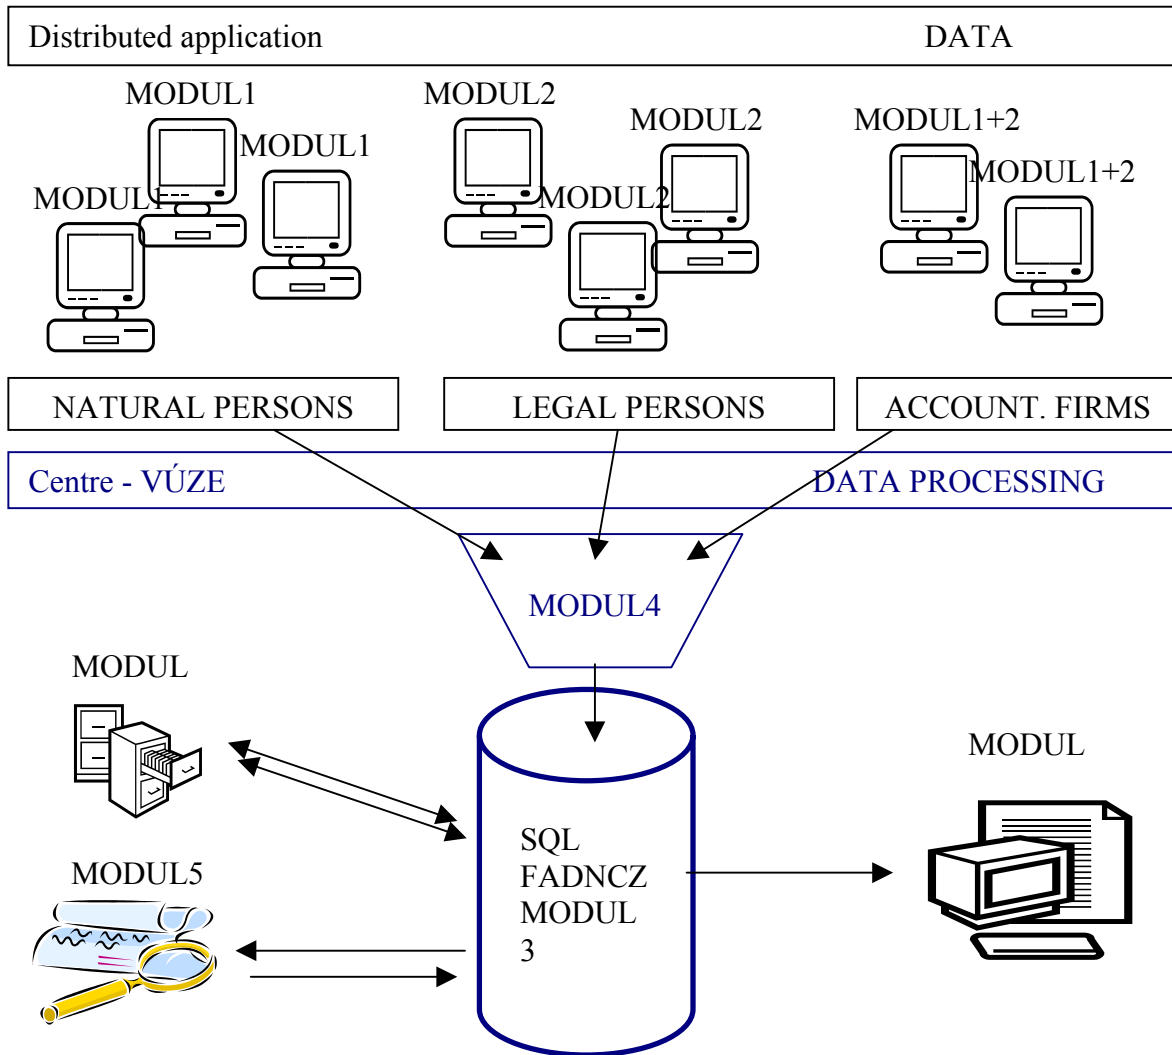 Distributed application DATA
MODUL1 MODUL2
MODUL1 MODUL2 MODUL1+2
MODUL1 MODUL2 MODUL1+2
NATURAL PERSONS LEGAL PERSONS ACCOUNT. FIRMS
Centre - VÚZE DATA PROCESSING
MODUL4
MODUL
MODUL
MODUL5
SQL
FADNCZ
MODUL
3